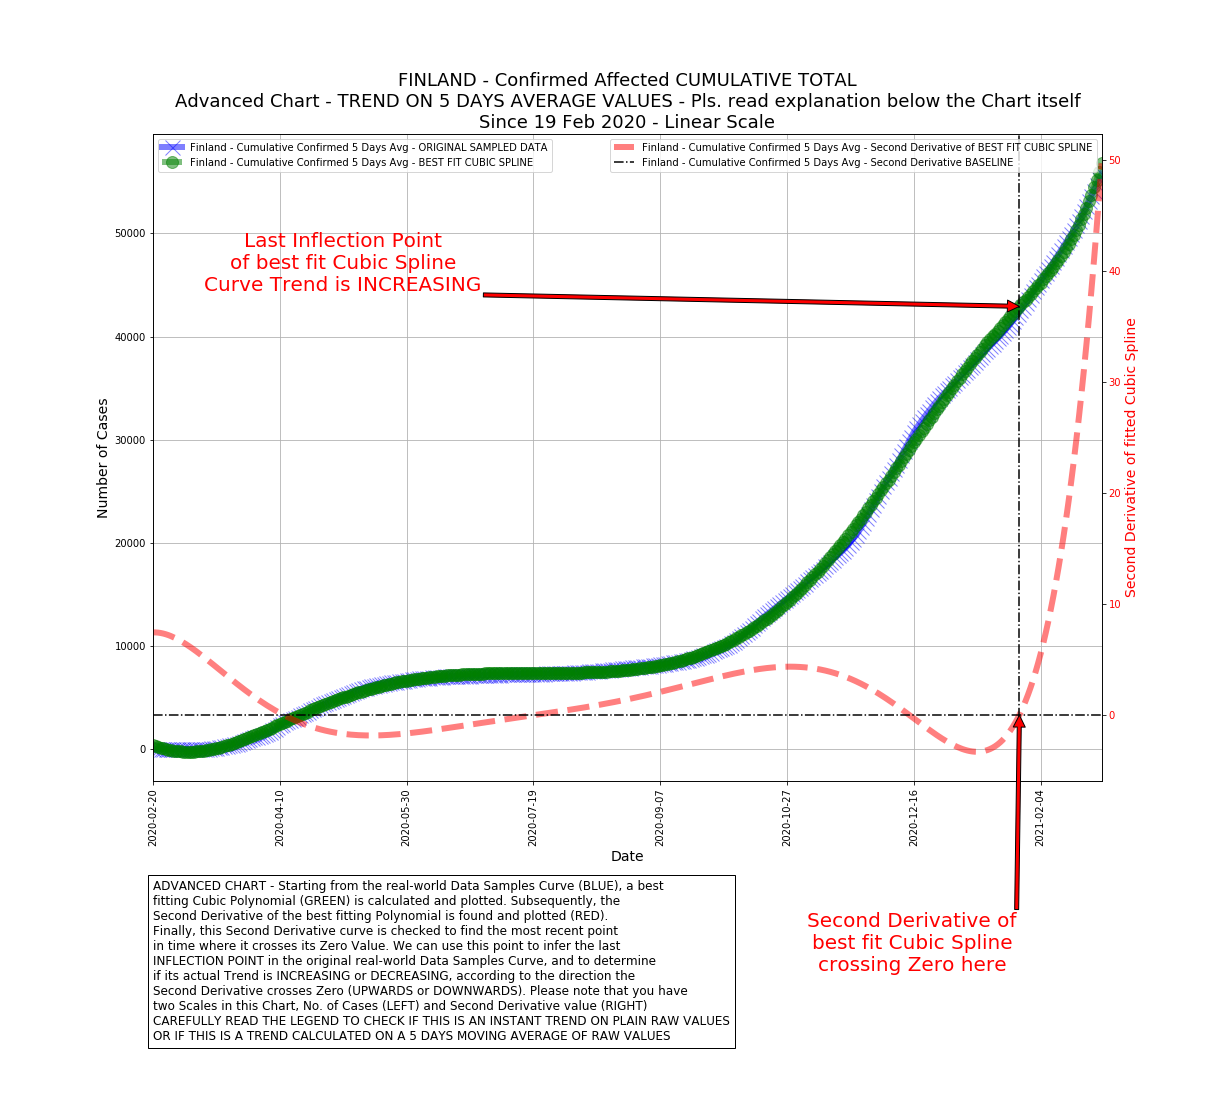 FINLAND - Confirmed Affected CUMULATIVE TOTAL
Advanced Chart - TREND ON 5 DAYS AVERAGE VALUES - Pls. read explanation below the Chart itself
Since 19 Feb 2020 - Linear Scale
Finland - Cumulative Confirmed 5 Days Avg - ORIGINAL SAMPLED DATA
Finland - Cumulative Confirmed 5 Days Avg - BEST FIT CUBIC SPLINE
Finland - Cumulative Confirmed 5 Days Avg - Second Derivative of BEST FIT CUBIC SPLINE
Finland - Cumulative Confirmed 5 Days Avg - Second Derivative BASELINE
Last Inflection Point
of best fit Cubic Spline
Curve Trend is INCREASING
Number of Cases
50000
40000
30000
20000
10000
0
50
40
30
20
10
0
Second Derivative of fitted Cubic Spline
2020-02-20
2020-04-10
2020-05-30
2020-07-19
2020-09-07
2020-10-27
2020-12-16
2021-02-04
Date
ADVANCED CHART - Starting from the real-world Data Samples Curve (BLUE), a best
fitting Cubic Polynomial (GREEN) is calculated and plotted. Subsequently, the
Second Derivative of the best fitting Polynomial is found and plotted (RED).
Finally, this Second Derivative curve is checked to find the most recent point
in time where it crosses its Zero Value. We can use this point to infer the last
INFLECTION POINT in the original real-world Data Samples Curve, and to determine
if its actual Trend is INCREASING or DECREASING, according to the direction the
Second Derivative crosses Zero (UPWARDS or DOWNWARDS). Please note that you have
two Scales in this Chart, No. of Cases (LEFT) and Second Derivative value (RIGHT)
CAREFULLY READ THE LEGEND TO CHECK IF THIS IS AN INSTANT TREND ON PLAIN RAW VALUES
OR IF THIS IS A TREND CALCULATED ON A 5 DAYS MOVING AVERAGE OF RAW VALUES
Second Derivative of
best fit Cubic Spline
crossing Zero here